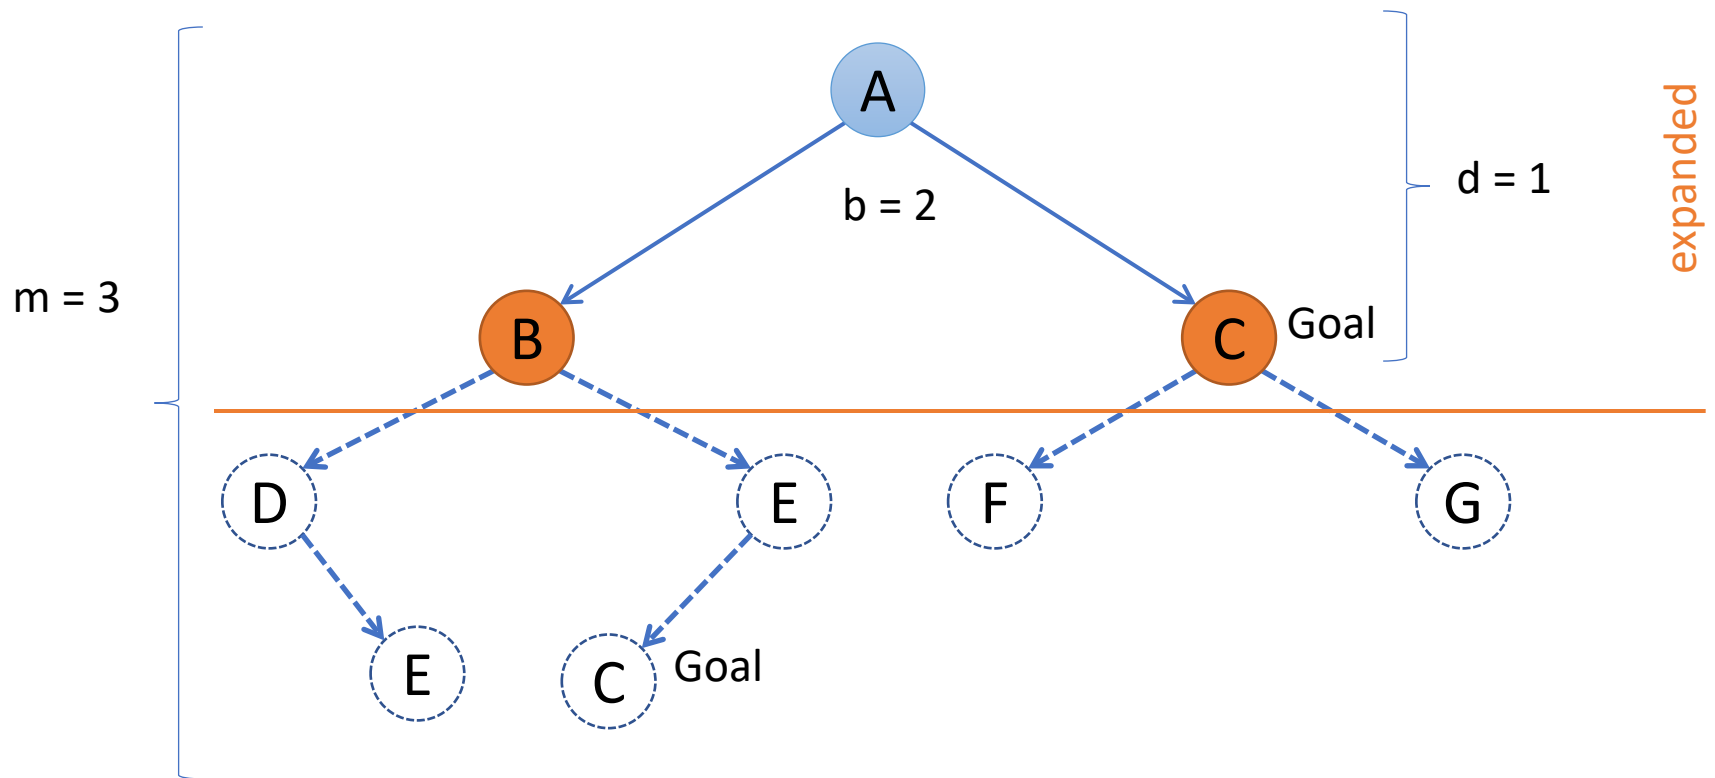 A
expanded
d = 1
b = 2
m = 3
B
C
Goal
D
E
F
G
E
C
Goal